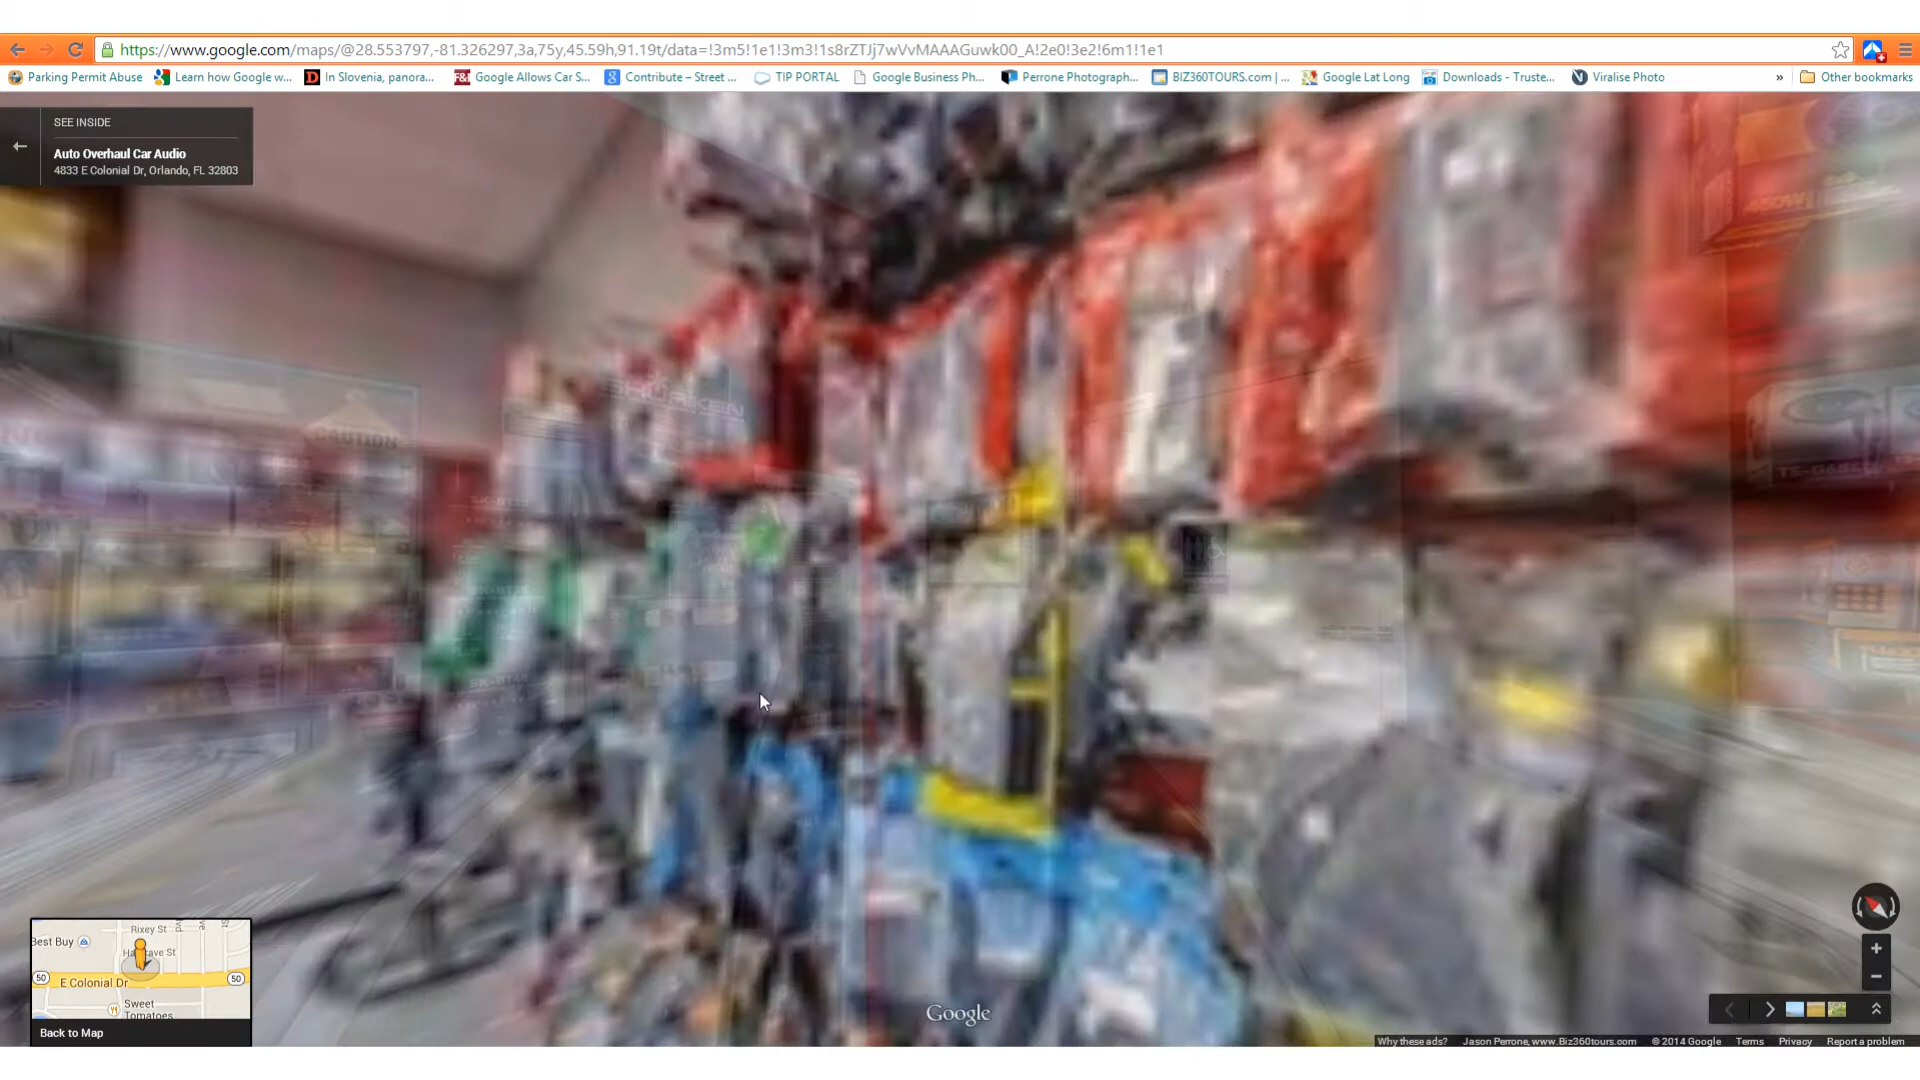 https://www.google.com/maps/@28.553797,-81.326297,3a,75y,45.59h,91.19t/data=!3m5!1e1!3m3!1s8rZTJj7wVvMAAAGuwk00_A!2e0!3e2!6m1!1e1
Parking Permit Abuse Learn how Google w... In Slovenia, panora... Google Allows Car S... Contribute – Street ... TIP PORTAL Google Business Ph... Perrone Photograph... BIZ360TOURS.com | ... Google Lat Long Downloads - Truste... Viralise Photo » Other bookmarks
SEE INSIDE
Auto Overhaul Car Audio
4833 E Colonial Dr, Orlando, FL 32803
SHURIKEN
CAUTION
Rixey St
Best Buy
50 E Colonial Dr 50
Sweet
Tomatoes
Back to Map
Google
Why these ads? Jason Perrone, www.Biz360tours.com © 2014 Google Terms Privacy Report a problem